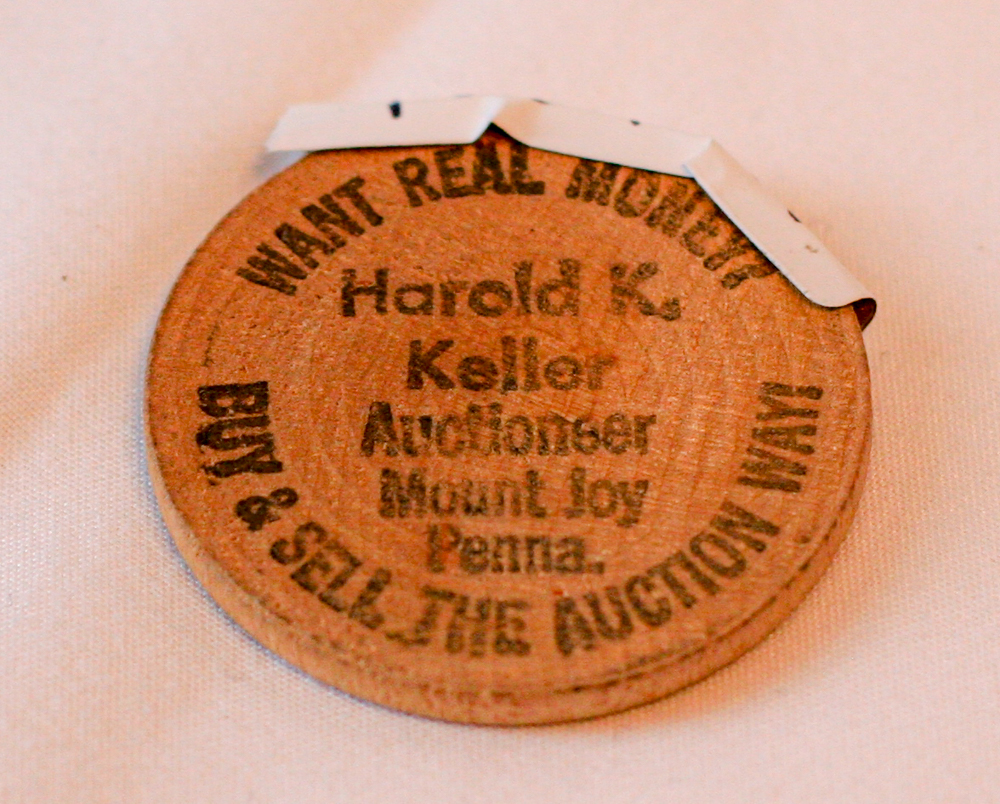 WANT REAL MONEY?
Harold K.
Keller
Auctioneer
Mount Joy
Penna.
BUY & SELL THE AUCTION WAY!